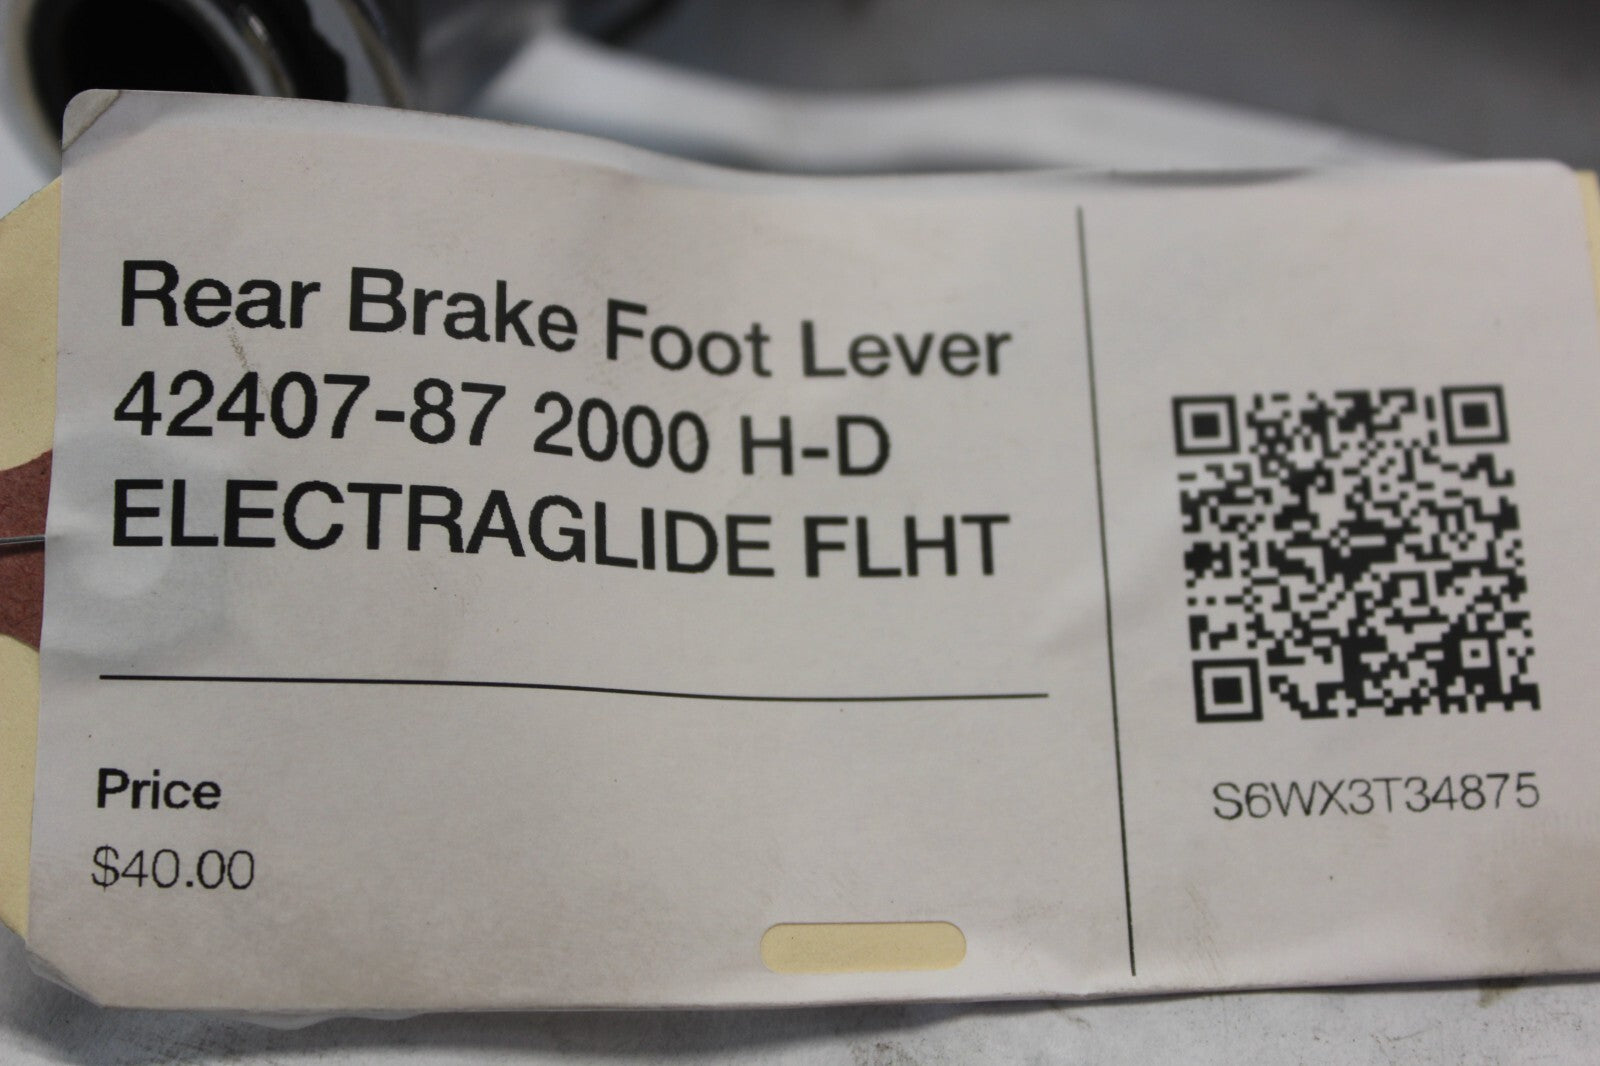 Rear Brake Foot Lever
42407-87 2000 H-D
ELECTRAGLIDE FLHT
Price
$40.00
S6WX3T34875